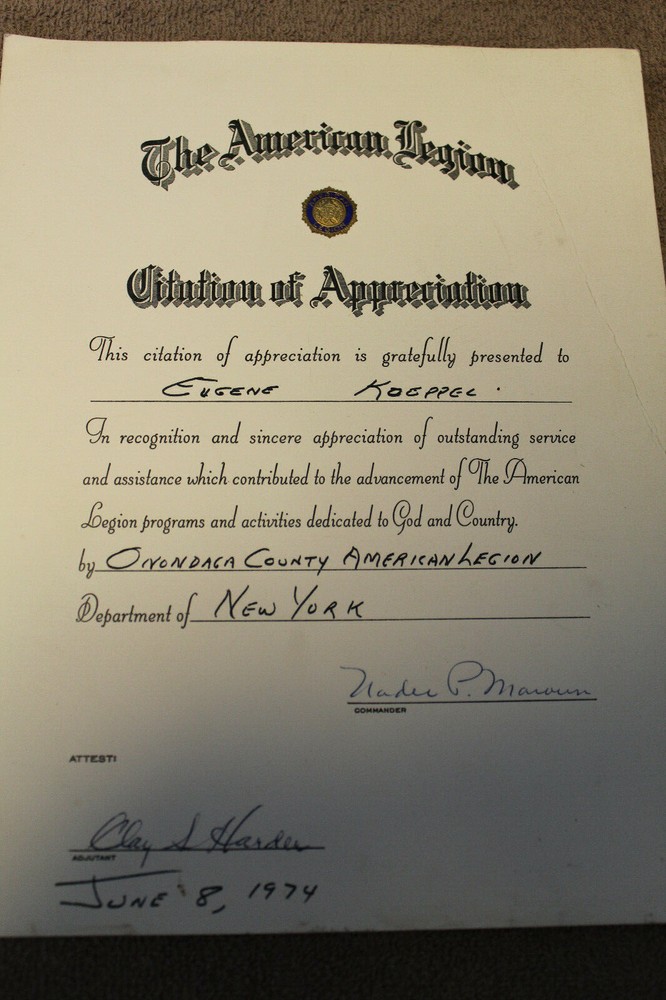 The American Legion
Citation of Appreciation
This citation of appreciation is gratefully presented to
EUGENE KOEPPEL.
In recognition and sincere appreciation of outstanding service
and assistance which contributed to the advancement of The American
Legion programs and activities dedicated to God and Country.
by ONONDAGA COUNTY AMERICAN LEGION
Department of NEW YORK
Nader P. Maroun
COMMANDER
ATTEST:
Clay S Harden
ADJUTANT
JUNE 8, 1974